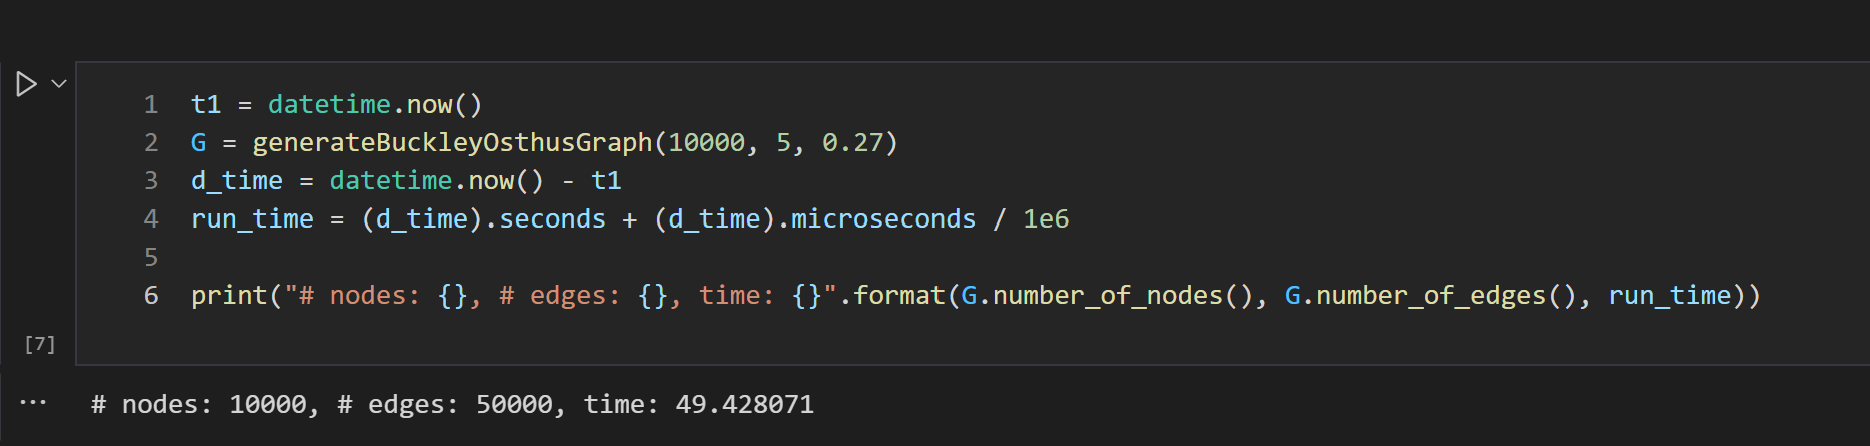 1 t1 = datetime.now()
2 G = generateBuckleyOsthusGraph(10000, 5, 0.27)
3 d_time = datetime.now() - t1
4 run_time = (d_time).seconds + (d_time).microseconds / 1e6
5
6 print("# nodes: {}, # edges: {}, time: {}".format(G.number_of_nodes(), G.number_of_edges(), run_time))
[7]
... # nodes: 10000, # edges: 50000, time: 49.428071